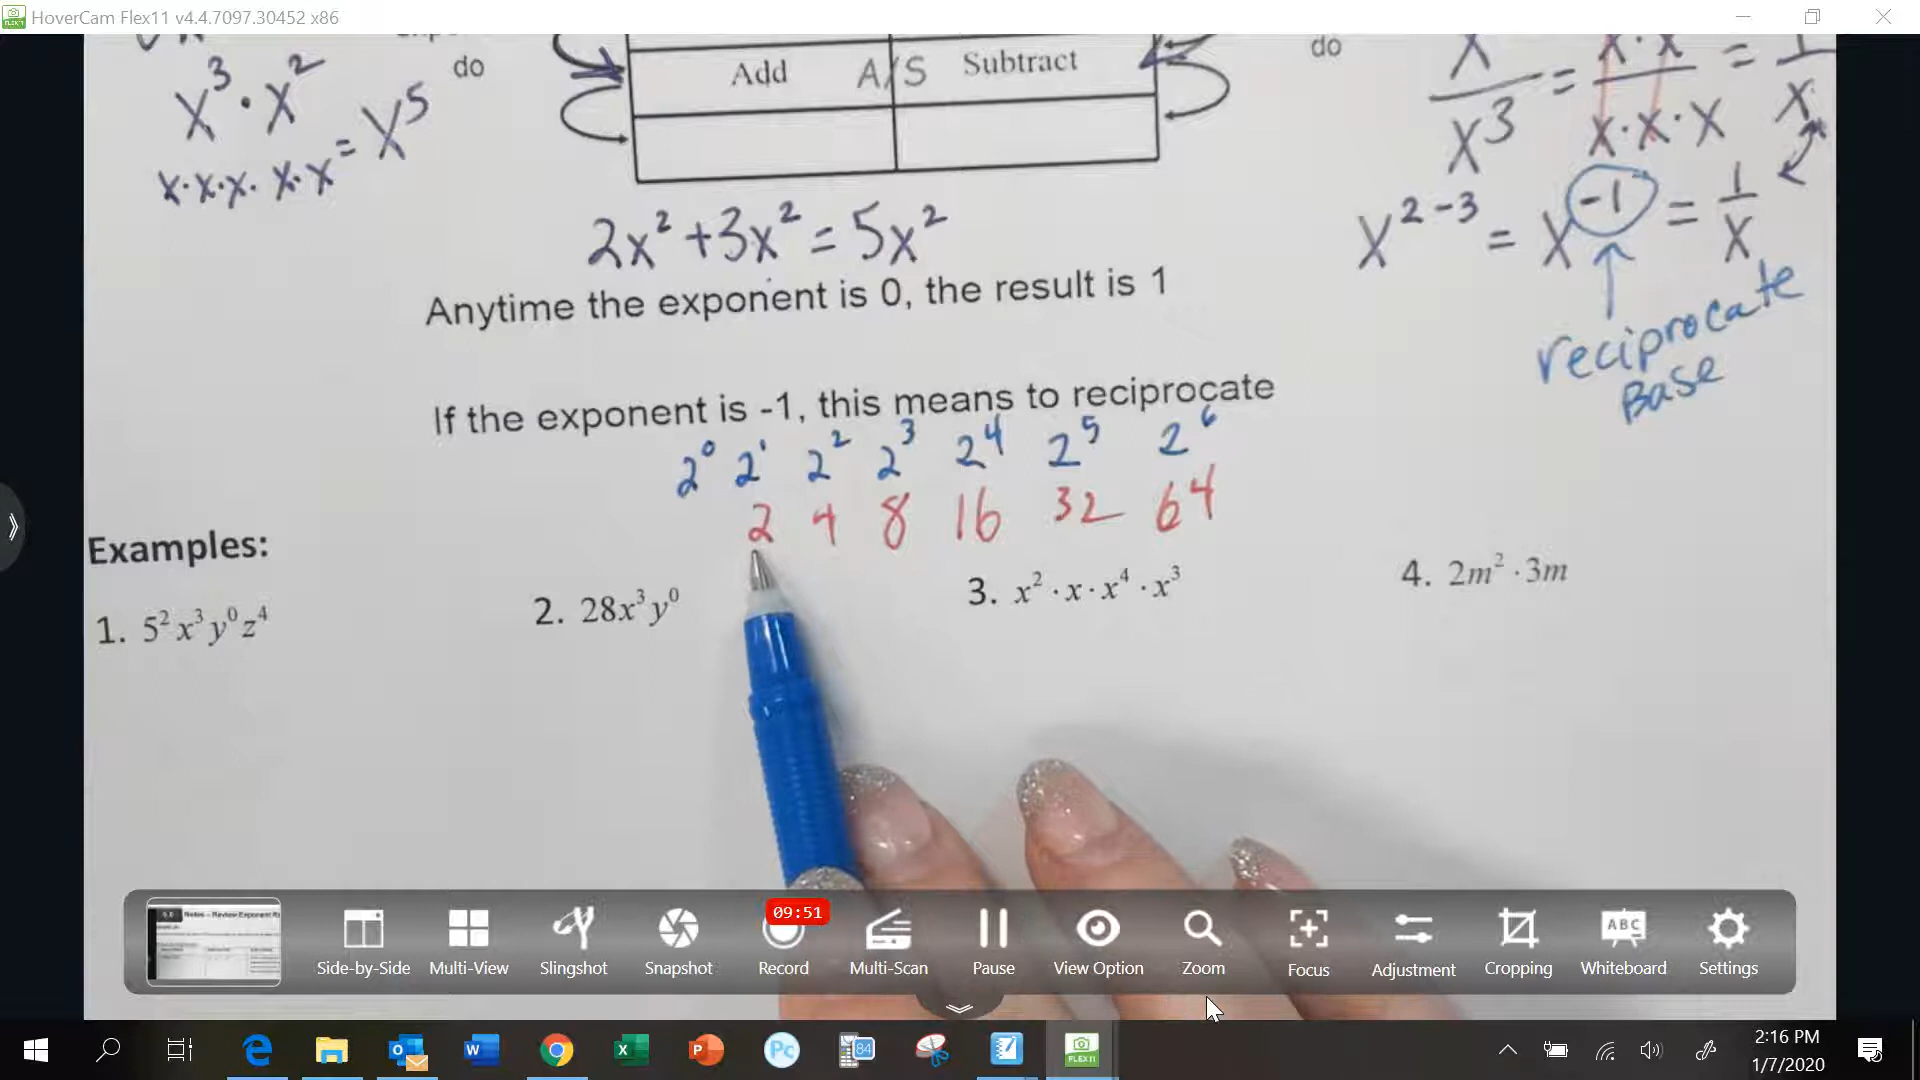 HoverCam Flex11 v4.4.7097.30452 x86
do
Add A/S Subtract
do
x³ · x²
x·x·x· x·x = x⁵
x³ = x·x·x = x
x²⁻³ = x⁻¹ = 1/x
reciprocate
Base
2x² + 3x² = 5x²
Anytime the exponent is 0, the result is 1
If the exponent is -1, this means to reciprocate
2⁰ 2¹ 2² 2³ 2⁴ 2⁵ 2⁶
2 4 8 16 32 64
Examples:
1. 5²x³y⁰z⁴
2. 28x³y⁰
3. x² · x · x⁴ · x³
4. 2m² · 3m
09:51
Side-by-Side Multi-View Slingshot Snapshot Record Multi-Scan Pause View Option Zoom Focus Adjustment Cropping Whiteboard Settings
ABC
84
FLEX11
2:16 PM
1/7/2020